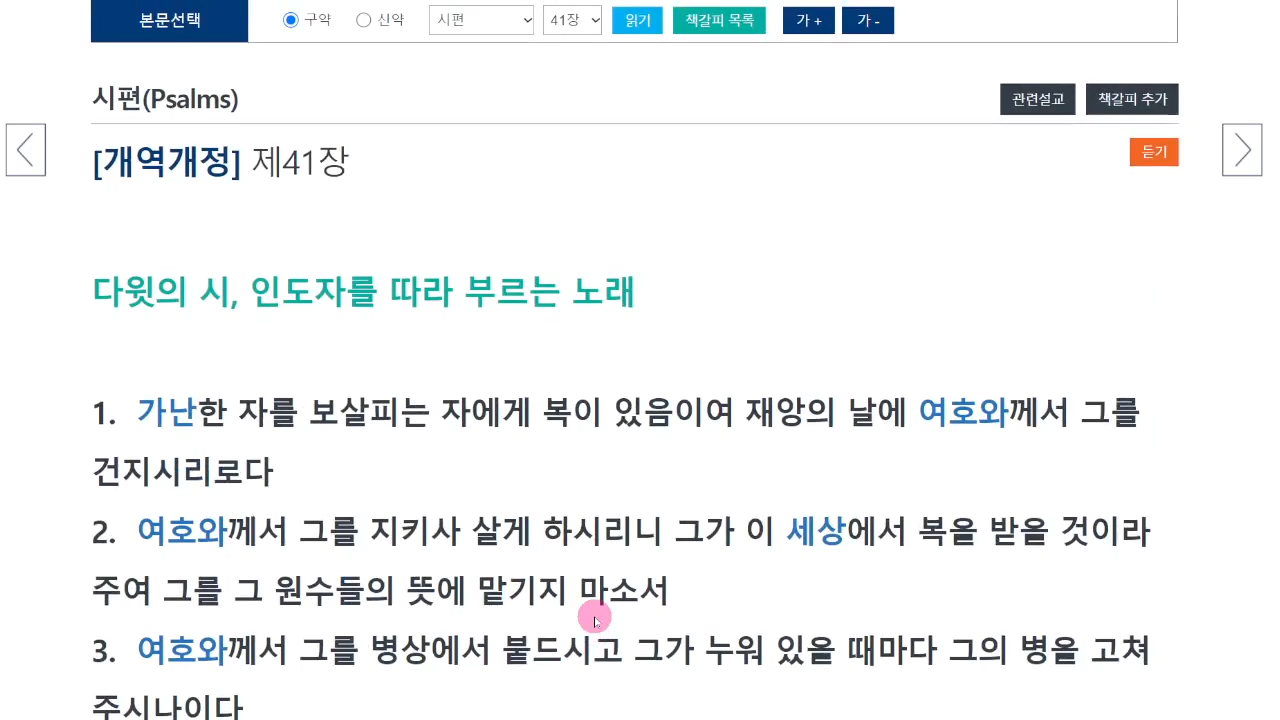 본문선택 구약 신약 시편 41장 읽기 책갈피 목록 가 + 가 -
시편(Psalms) 관련설교 책갈피 추가
[개역개정] 제41장 듣기
다윗의 시, 인도자를 따라 부르는 노래
1. 가난한 자를 보살피는 자에게 복이 있음이여 재앙의 날에 여호와께서 그를
건지시리로다
2. 여호와께서 그를 지키사 살게 하시리니 그가 이 세상에서 복을 받을 것이라
주여 그를 그 원수들의 뜻에 맡기지 마소서
3. 여호와께서 그를 병상에서 붙드시고 그가 누워 있을 때마다 그의 병을 고쳐
주시나이다